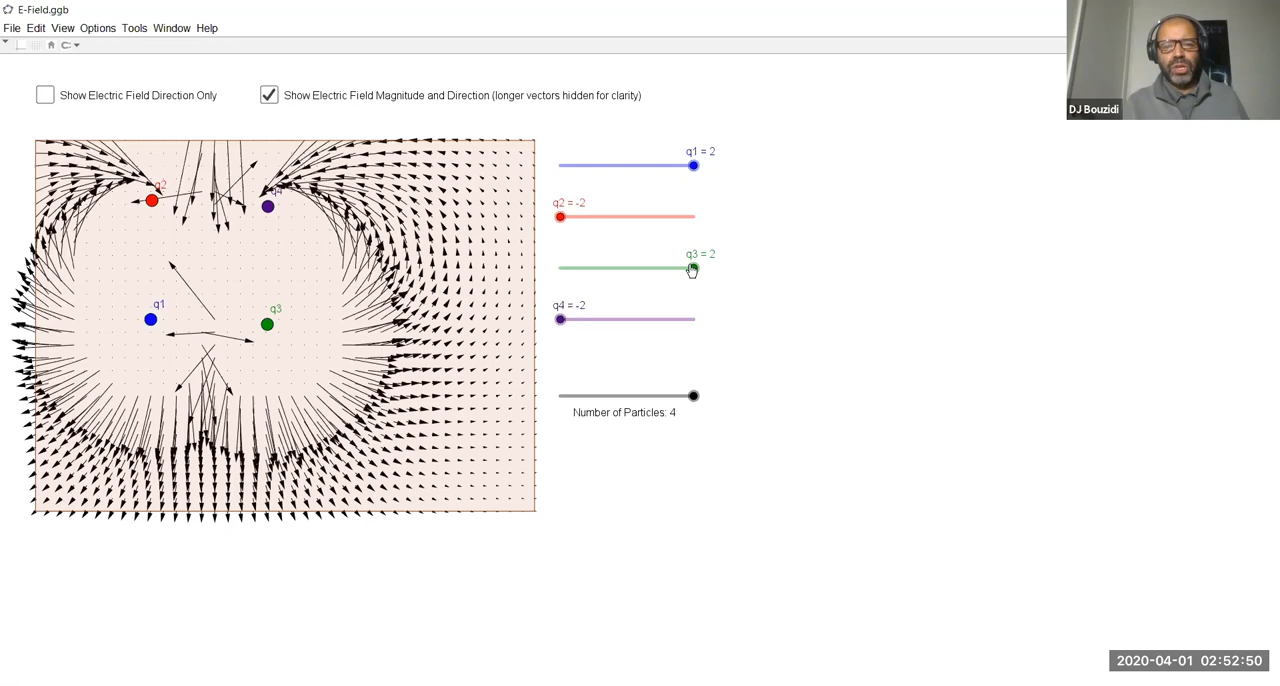 E-Field.ggb
File Edit View Options Tools Window Help
DJ Bouzidi
Show Electric Field Direction Only
Show Electric Field Magnitude and Direction (longer vectors hidden for clarity)
q1 = 2
q2 = -2
q3 = 2
q4 = -2
Number of Particles: 4
q2
q4
q1
q3
2020-04-01 02:52:50